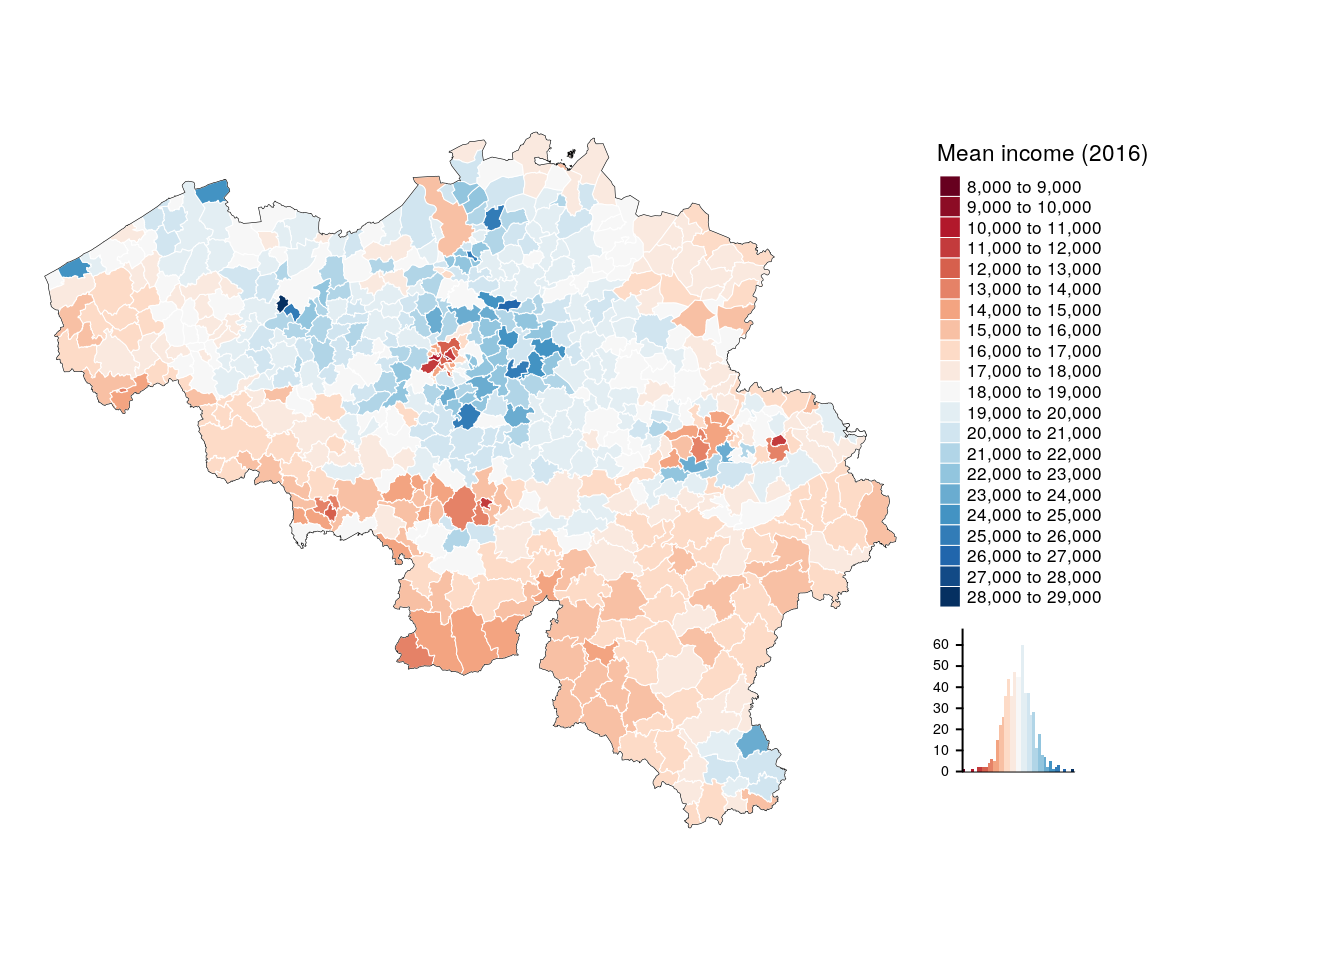 Mean income (2016)
8,000 to 9,000
9,000 to 10,000
10,000 to 11,000
11,000 to 12,000
12,000 to 13,000
13,000 to 14,000
14,000 to 15,000
15,000 to 16,000
16,000 to 17,000
17,000 to 18,000
18,000 to 19,000
19,000 to 20,000
20,000 to 21,000
21,000 to 22,000
22,000 to 23,000
23,000 to 24,000
24,000 to 25,000
25,000 to 26,000
26,000 to 27,000
27,000 to 28,000
28,000 to 29,000
60
50
40
30
20
10
0